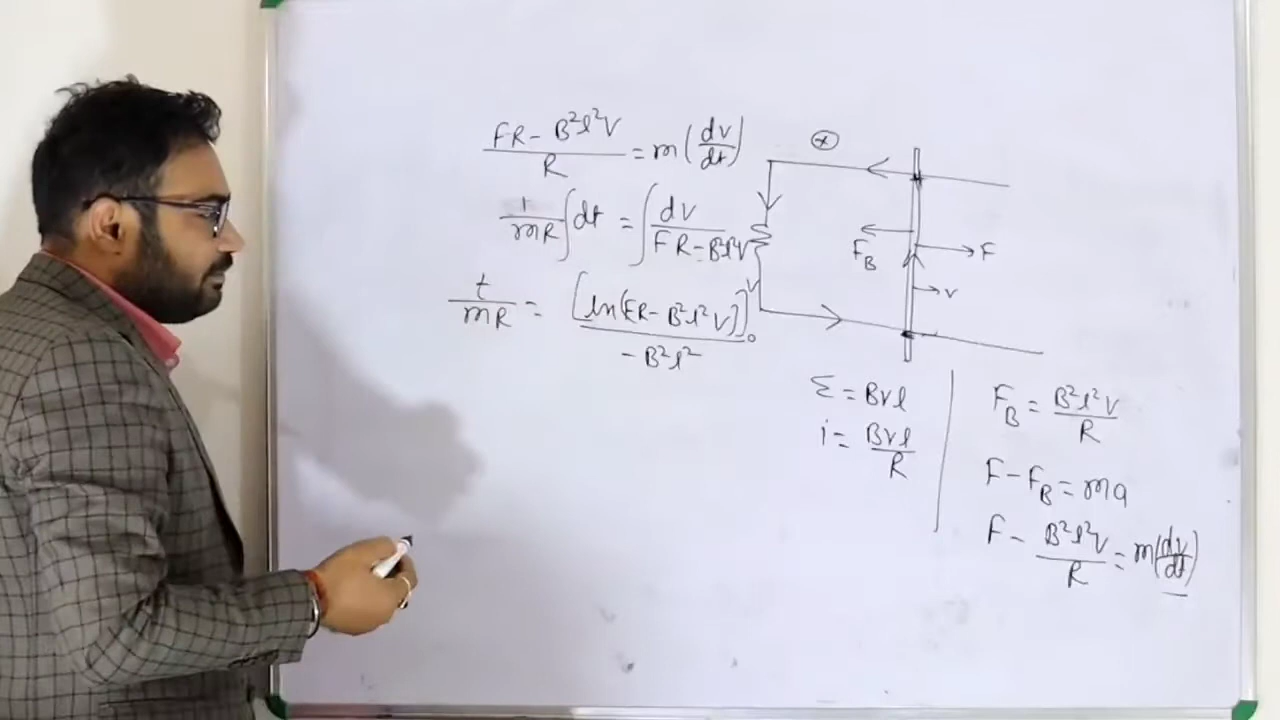 (FR - B²l²V)/R = m(dv/dt)
1/mR ∫dt = ∫ dv/(FR - B²l²V)
t/mR = [ln(FR - B²l²V)]₀ⱽ/(-B²l²)
⊗
F_B
F
v
Ɛ = Bvl
i = Bvl/R
F_B = B²l²V/R
F - F_B = ma
F - B²l²V/R = m(dv/dt)